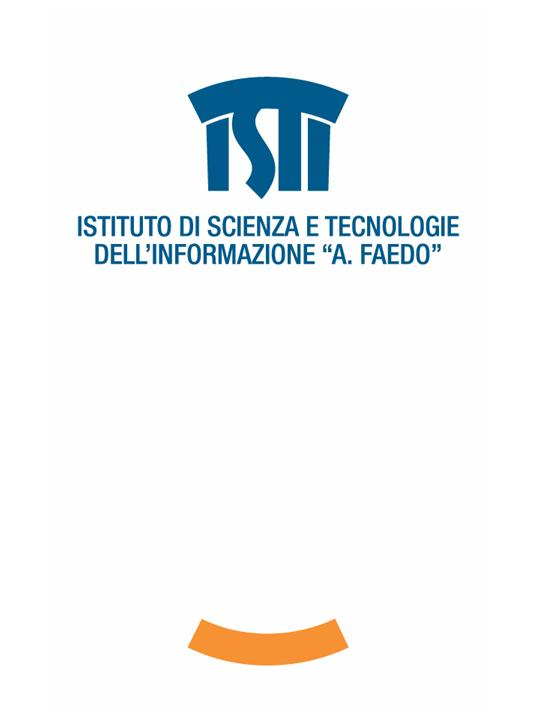 ISTI
ISTITUTO DI SCIENZA E TECNOLOGIE
DELL’INFORMAZIONE “A. FAEDO”